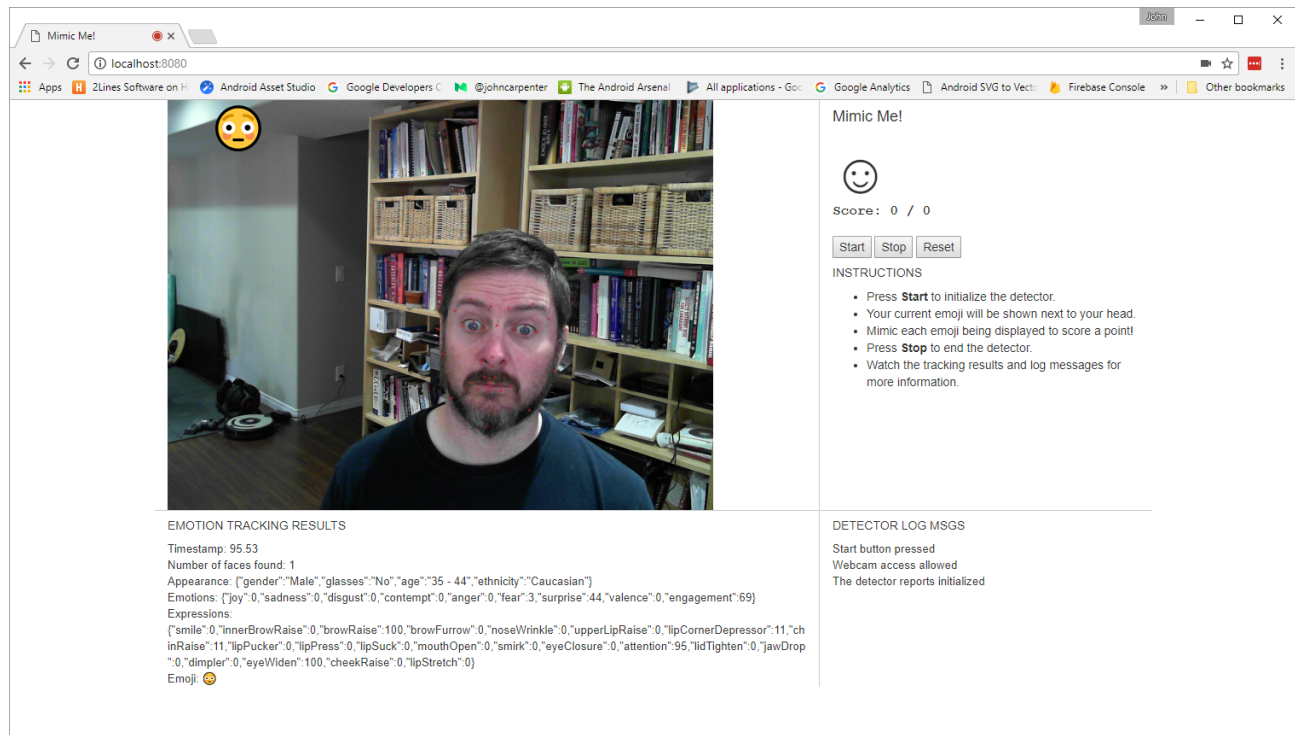 John
Mimic Me!
localhost:8080
Apps 2Lines Software on H Android Asset Studio Google Developers C @johncarpenter The Android Arsenal All applications - Goo Google Analytics Android SVG to Vecto Firebase Console » Other bookmarks
Mimic Me!
Score: 0 / 0
Start Stop Reset
INSTRUCTIONS
• Press Start to initialize the detector.
• Your current emoji will be shown next to your head.
• Mimic each emoji being displayed to score a point!
• Press Stop to end the detector.
• Watch the tracking results and log messages for
more information.
EMOTION TRACKING RESULTS
Timestamp: 95.53
Number of faces found: 1
Appearance: {"gender":"Male","glasses":"No","age":"35 - 44","ethnicity":"Caucasian"}
Emotions: {"joy":0,"sadness":0,"disgust":0,"contempt":0,"anger":0,"fear":3,"surprise":44,"valence":0,"engagement":69}
Expressions:
{"smile":0,"innerBrowRaise":0,"browRaise":100,"browFurrow":0,"noseWrinkle":0,"upperLipRaise":0,"lipCornerDepressor":11,"ch
inRaise":11,"lipPucker":0,"lipPress":0,"lipSuck":0,"mouthOpen":0,"smirk":0,"eyeClosure":0,"attention":95,"lidTighten":0,"jawDrop
":0,"dimpler":0,"eyeWiden":100,"cheekRaise":0,"lipStretch":0}
Emoji: 😳
DETECTOR LOG MSGS
Start button pressed
Webcam access allowed
The detector reports initialized